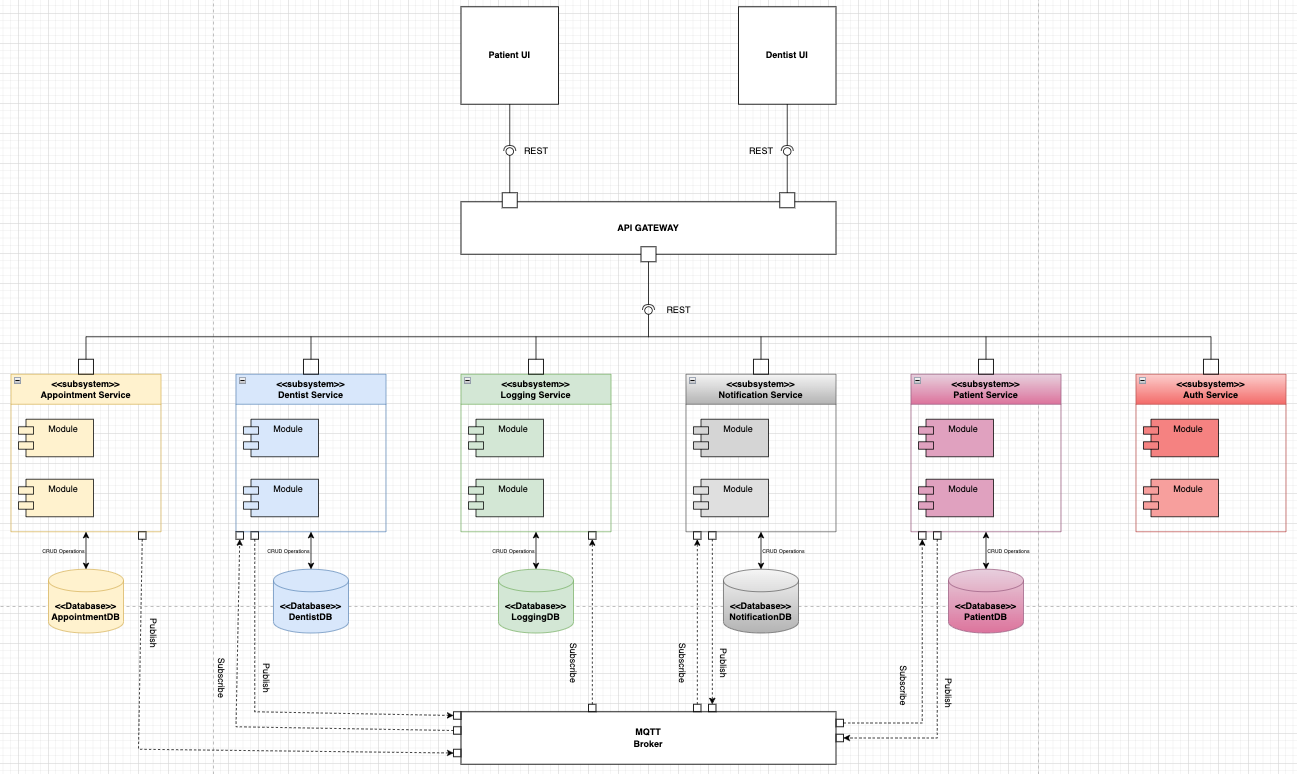 Patient UI
Dentist UI
REST
REST
API GATEWAY
REST
<<subsystem>>
Appointment Service
<<subsystem>>
Dentist Service
<<subsystem>>
Logging Service
<<subsystem>>
Notification Service
<<subsystem>>
Patient Service
<<subsystem>>
Auth Service
Module
Module
Module
Module
Module
Module
Module
Module
Module
Module
Module
Module
CRUD Operations
CRUD Operations
CRUD Operations
CRUD Operations
CRUD Operations
<<Database>>
AppointmentDB
<<Database>>
DentistDB
<<Database>>
LoggingDB
<<Database>>
NotificationDB
<<Database>>
PatientDB
Publish
Subscribe
Publish
Subscribe
Subscribe
Publish
Subscribe
Publish
MQTT
Broker